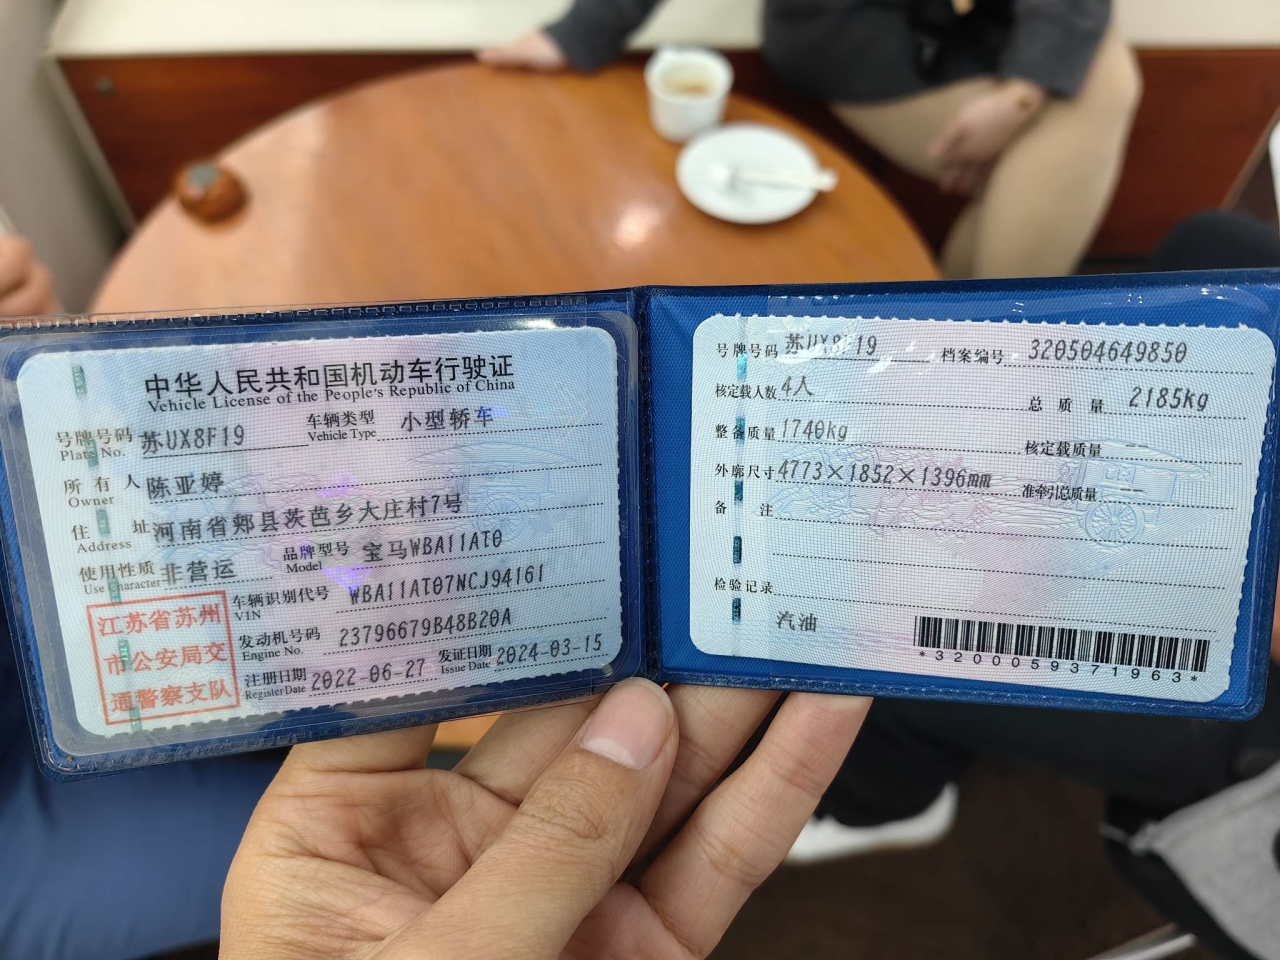 中华人民共和国机动车行驶证
Vehicle License of the People's Republic of China
号牌号码 Plate No. 苏UX8F19 车辆类型 Vehicle Type 小型轿车
所有人 Owner 陈亚婷
住址 Address 河南省郏县茨芭乡大庄村7号
使用性质 Use Character 非营运 品牌型号 Model 宝马WBA11AT0
车辆识别代号 VIN WBA11AT07NCJ94161
发动机号码 Engine No. 23796679B48B20A
注册日期 Register Date 2022-06-27 发证日期 Issue Date 2024-03-15
江苏省苏州
市公安局交
通警察支队
号牌号码 苏UX8F19 档案编号 320504649850
核定载人数 4人 总质量 2185kg
整备质量 1740kg 核定载质量 --
外廓尺寸 4773×1852×1396mm 准牵引总质量 --
备注
检验记录
汽油
*3200059371963*